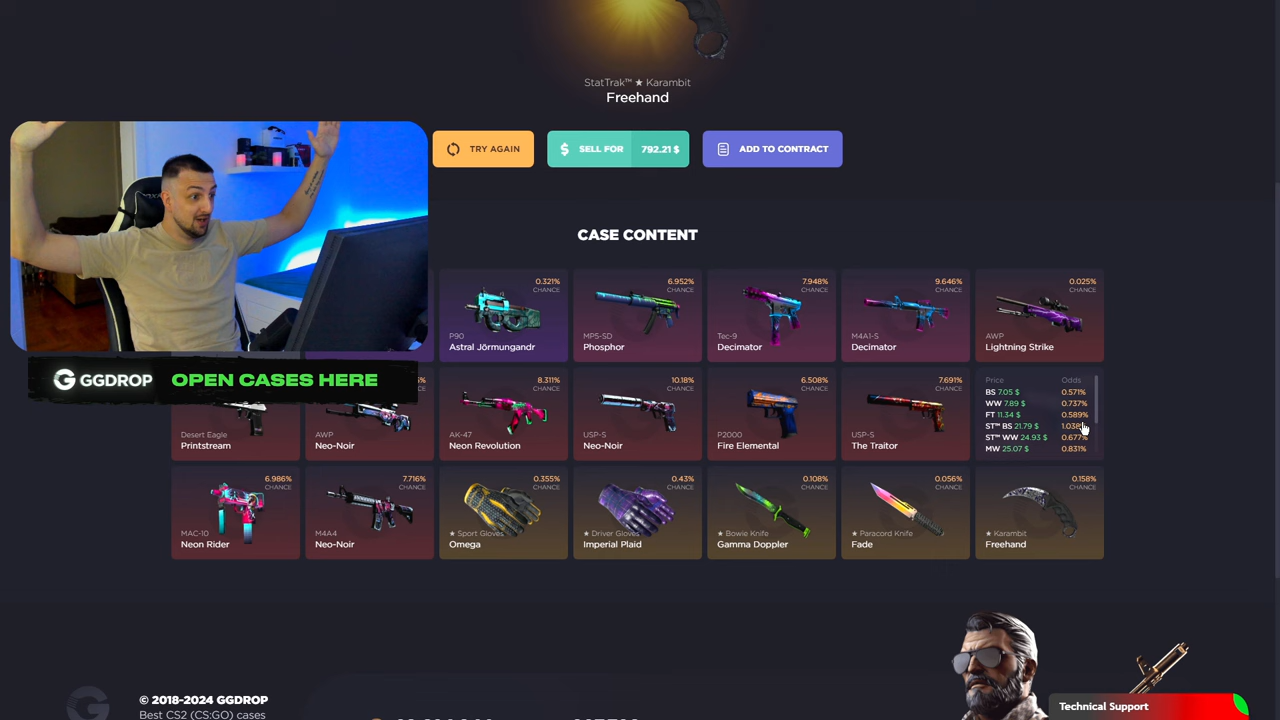 StatTrak™ ★ Karambit
Freehand
TRY AGAIN
$ SELL FOR 792.21 $
ADD TO CONTRACT
CASE CONTENT
0.321%
CHANCE
P90
Astral Jörmungandr
6.952%
CHANCE
MP5-SD
Phosphor
7.948%
CHANCE
Tec-9
Decimator
9.646%
CHANCE
M4A1-S
Decimator
0.025%
CHANCE
AWP
Lightning Strike
GGDROP OPEN CASES HERE
Desert Eagle
Printstream
AWP
Neo-Noir
8.311%
CHANCE
AK-47
Neon Revolution
10.18%
CHANCE
USP-S
Neo-Noir
6.508%
CHANCE
P2000
Fire Elemental
7.691%
CHANCE
USP-S
The Traitor
Price Odds
BS 7.05 $ 0.571%
WW 7.89 $ 0.737%
FT 11.34 $ 0.589%
ST™ BS 21.79 $
ST™ WW 24.93 $ 0.677%
MW 25.07 $ 0.831%
6.986%
CHANCE
MAC-10
Neon Rider
7.716%
CHANCE
M4A4
Neo-Noir
0.355%
CHANCE
★ Sport Gloves
Omega
0.43%
CHANCE
★ Driver Gloves
Imperial Plaid
0.108%
CHANCE
★ Bowie Knife
Gamma Doppler
0.056%
CHANCE
★ Paracord Knife
Fade
0.158%
CHANCE
★ Karambit
Freehand
© 2018-2024 GGDROP
Best CS2 (CS:GO) cases
Technical Support